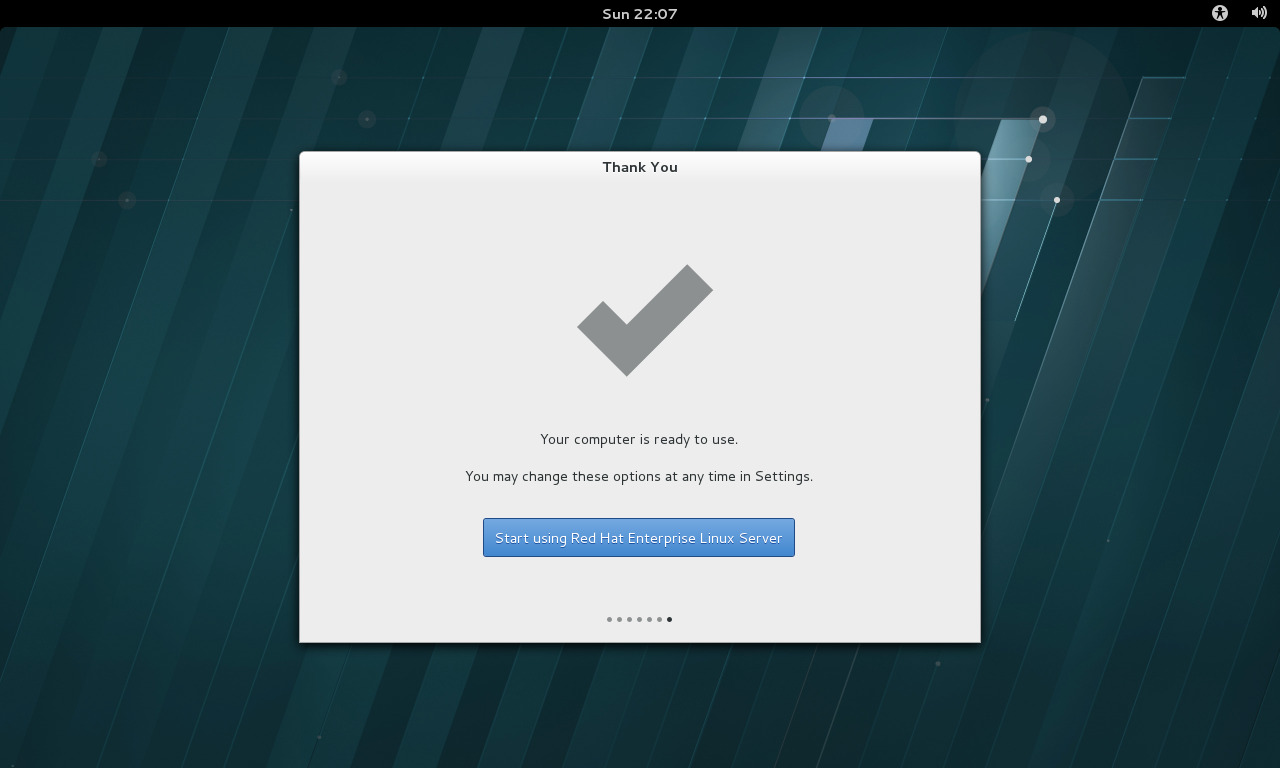 Sun 22:07
Thank You
Your computer is ready to use.
You may change these options at any time in Settings.
Start using Red Hat Enterprise Linux Server